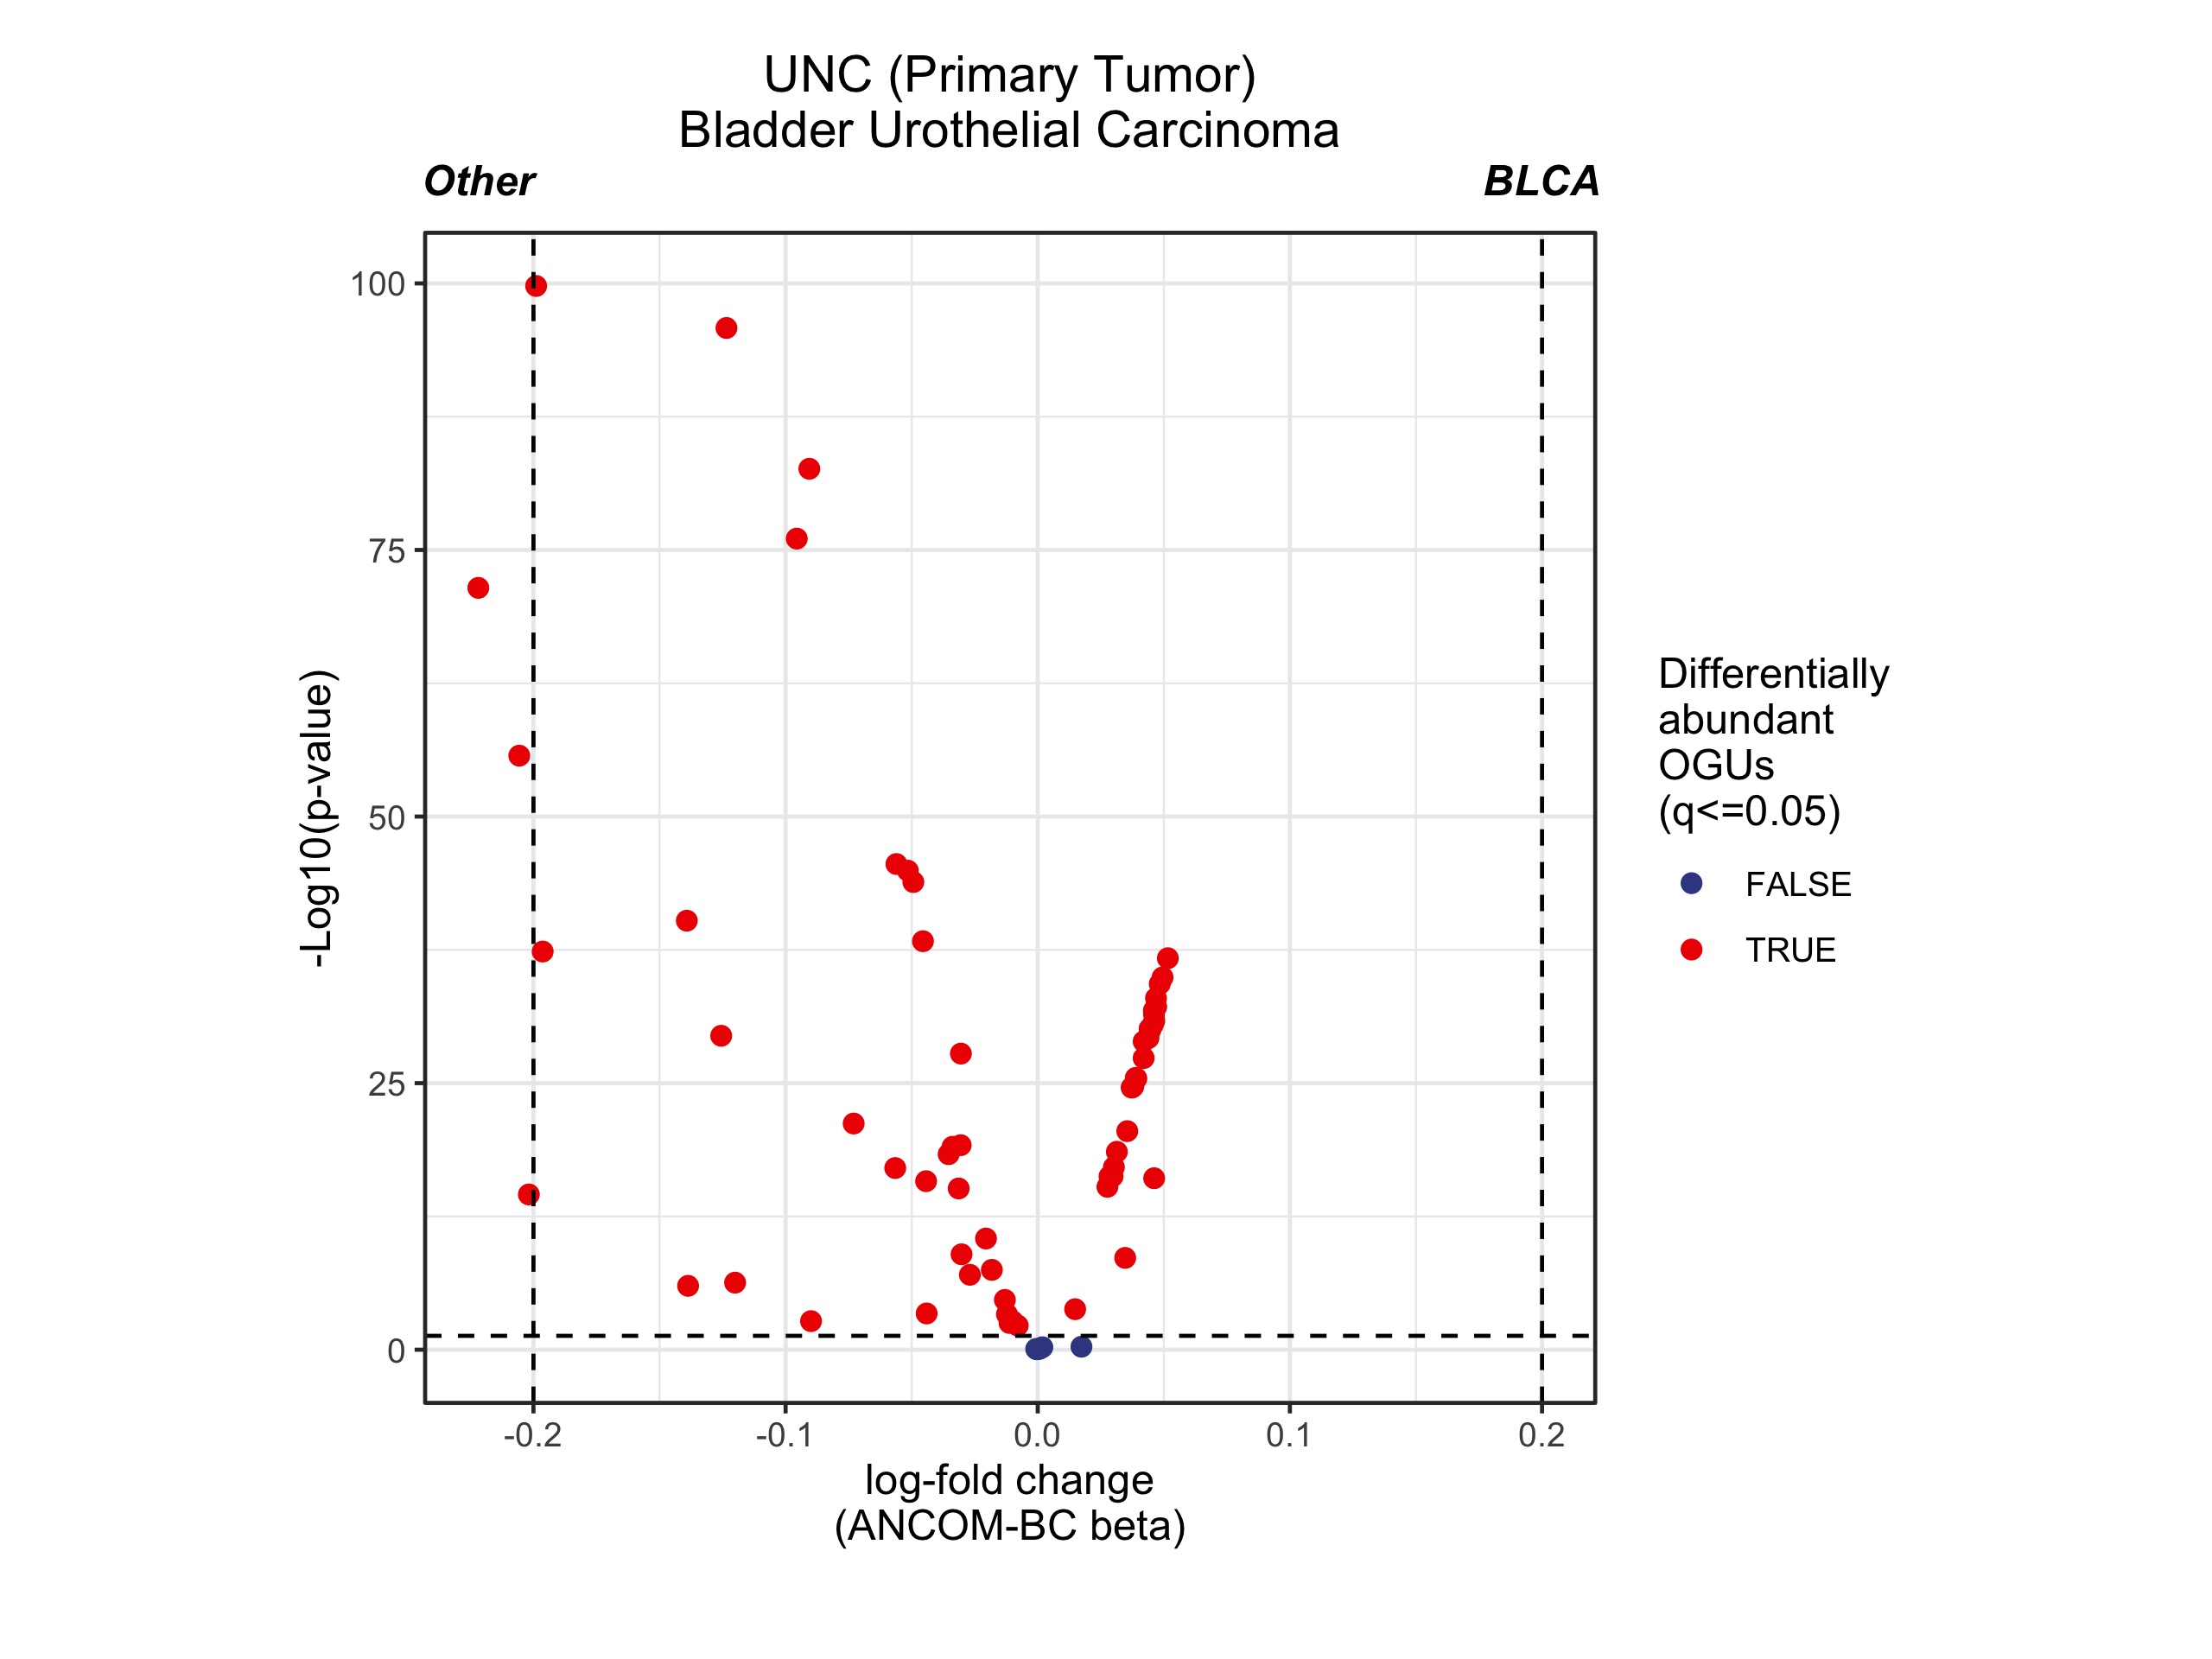 UNC (Primary Tumor)
Bladder Urothelial Carcinoma
Other
BLCA
100
75
50
25
0
-Log10(p-value)
-0.2
-0.1
0.0
0.1
0.2
log-fold change
(ANCOM-BC beta)
Differentially
abundant
OGUs
(q<=0.05)
FALSE
TRUE